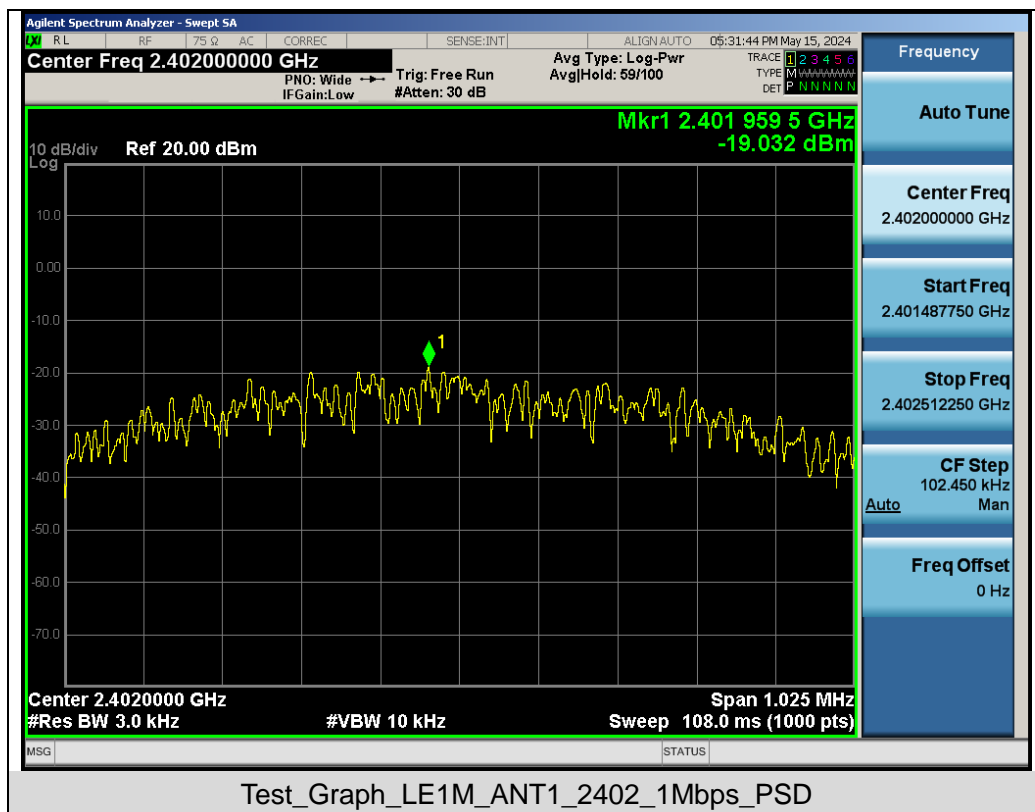 Agilent Spectrum Analyzer - Swept SA
LXI RL RF 75 Ω AC CORREC SENSE:INT ALIGN AUTO 05:31:44 PM May 15, 2024
Center Freq 2.402000000 GHz
PNO: Wide
IFGain:Low
Trig: Free Run
#Atten: 30 dB
Avg Type: Log-Pwr
Avg|Hold: 59/100
TRACE 1 2 3 4 5 6
TYPE M
DET P N N N N N
Mkr1 2.401 959 5 GHz
-19.032 dBm
10 dB/div Ref 20.00 dBm
Log
10.0
0.00
-10.0
-20.0
-30.0
-40.0
-50.0
-60.0
-70.0
1
Center 2.4020000 GHz Span 1.025 MHz
#Res BW 3.0 kHz #VBW 10 kHz Sweep 108.0 ms (1000 pts)
MSG STATUS
Frequency
Auto Tune
Center Freq
2.402000000 GHz
Start Freq
2.401487750 GHz
Stop Freq
2.402512250 GHz
CF Step
102.450 kHz
Auto Man
Freq Offset
0 Hz
Test_Graph_LE1M_ANT1_2402_1Mbps_PSD